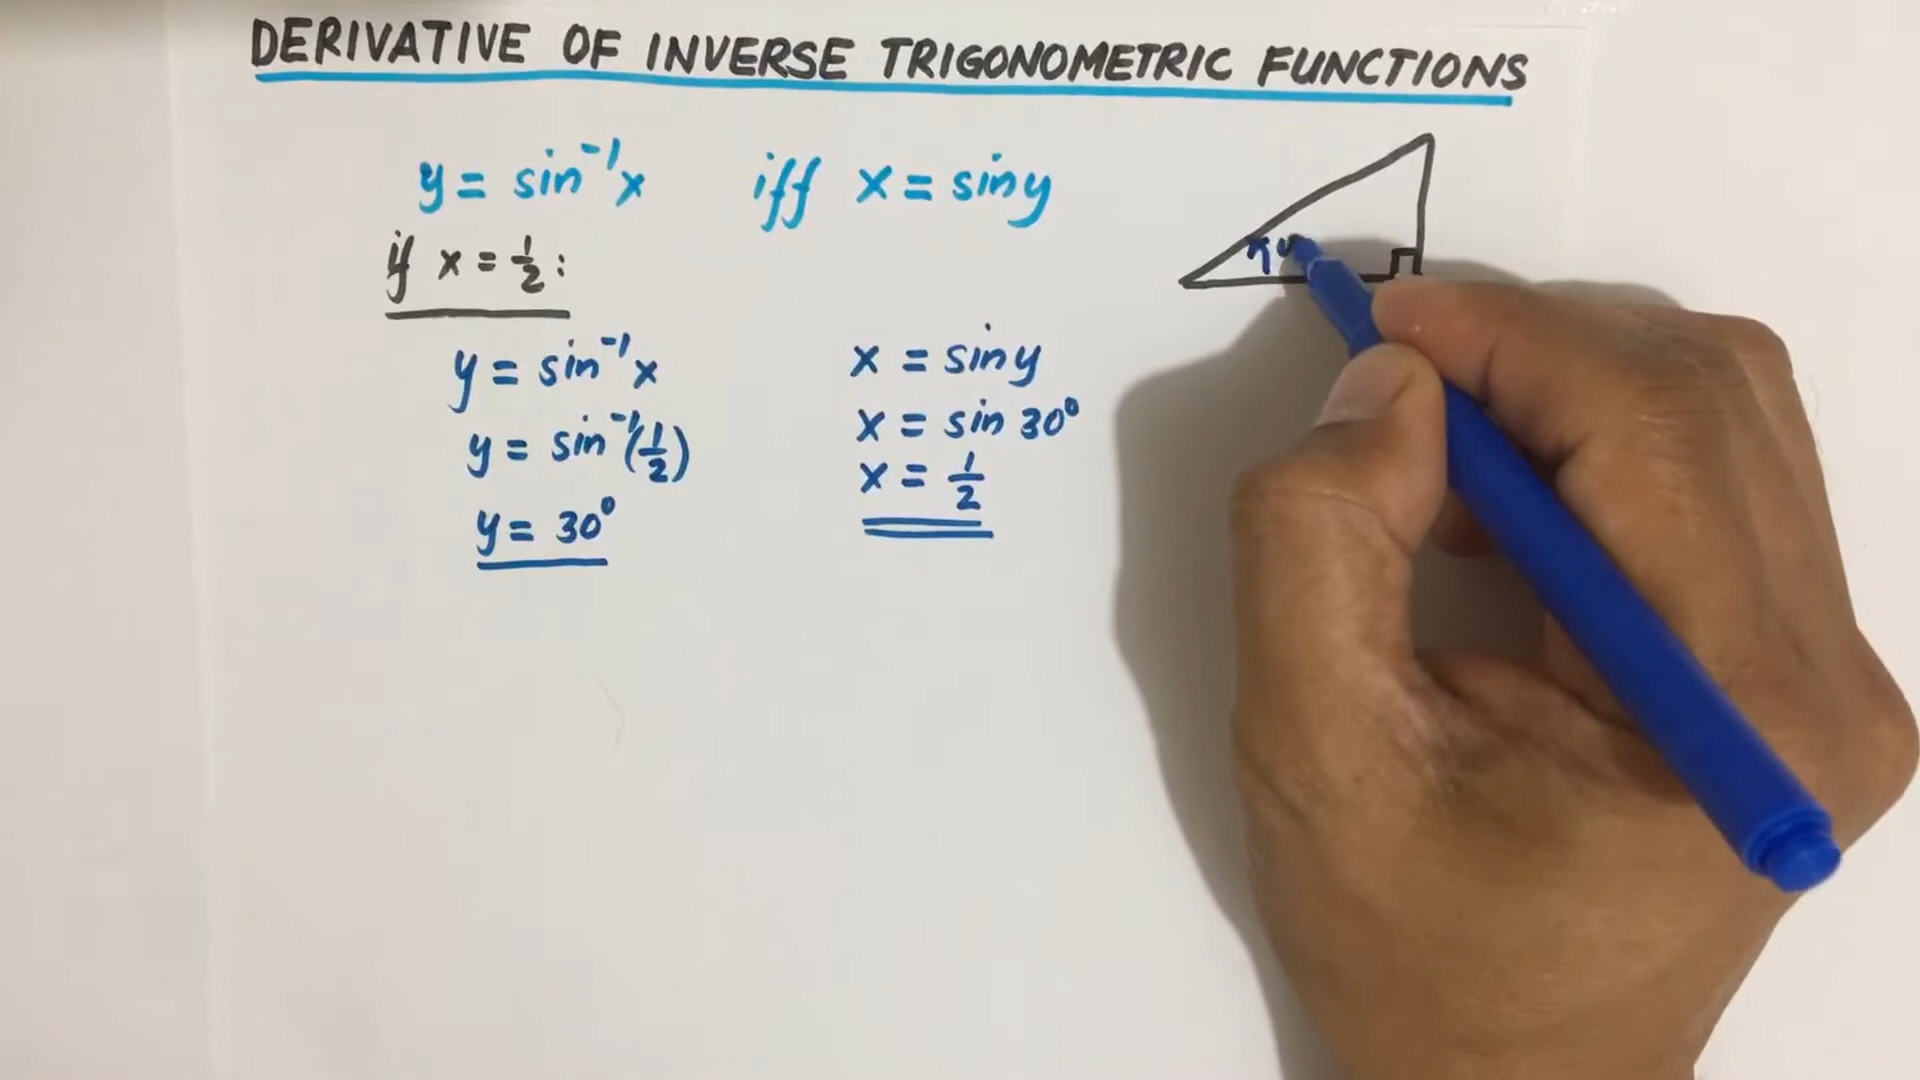 DERIVATIVE OF INVERSE TRIGONOMETRIC FUNCTIONS
y = sin⁻¹x iff x = siny
if x = 1/2 :
y = sin⁻¹x
y = sin⁻¹(1/2)
y = 30°
x = siny
x = sin 30°
x = 1/2